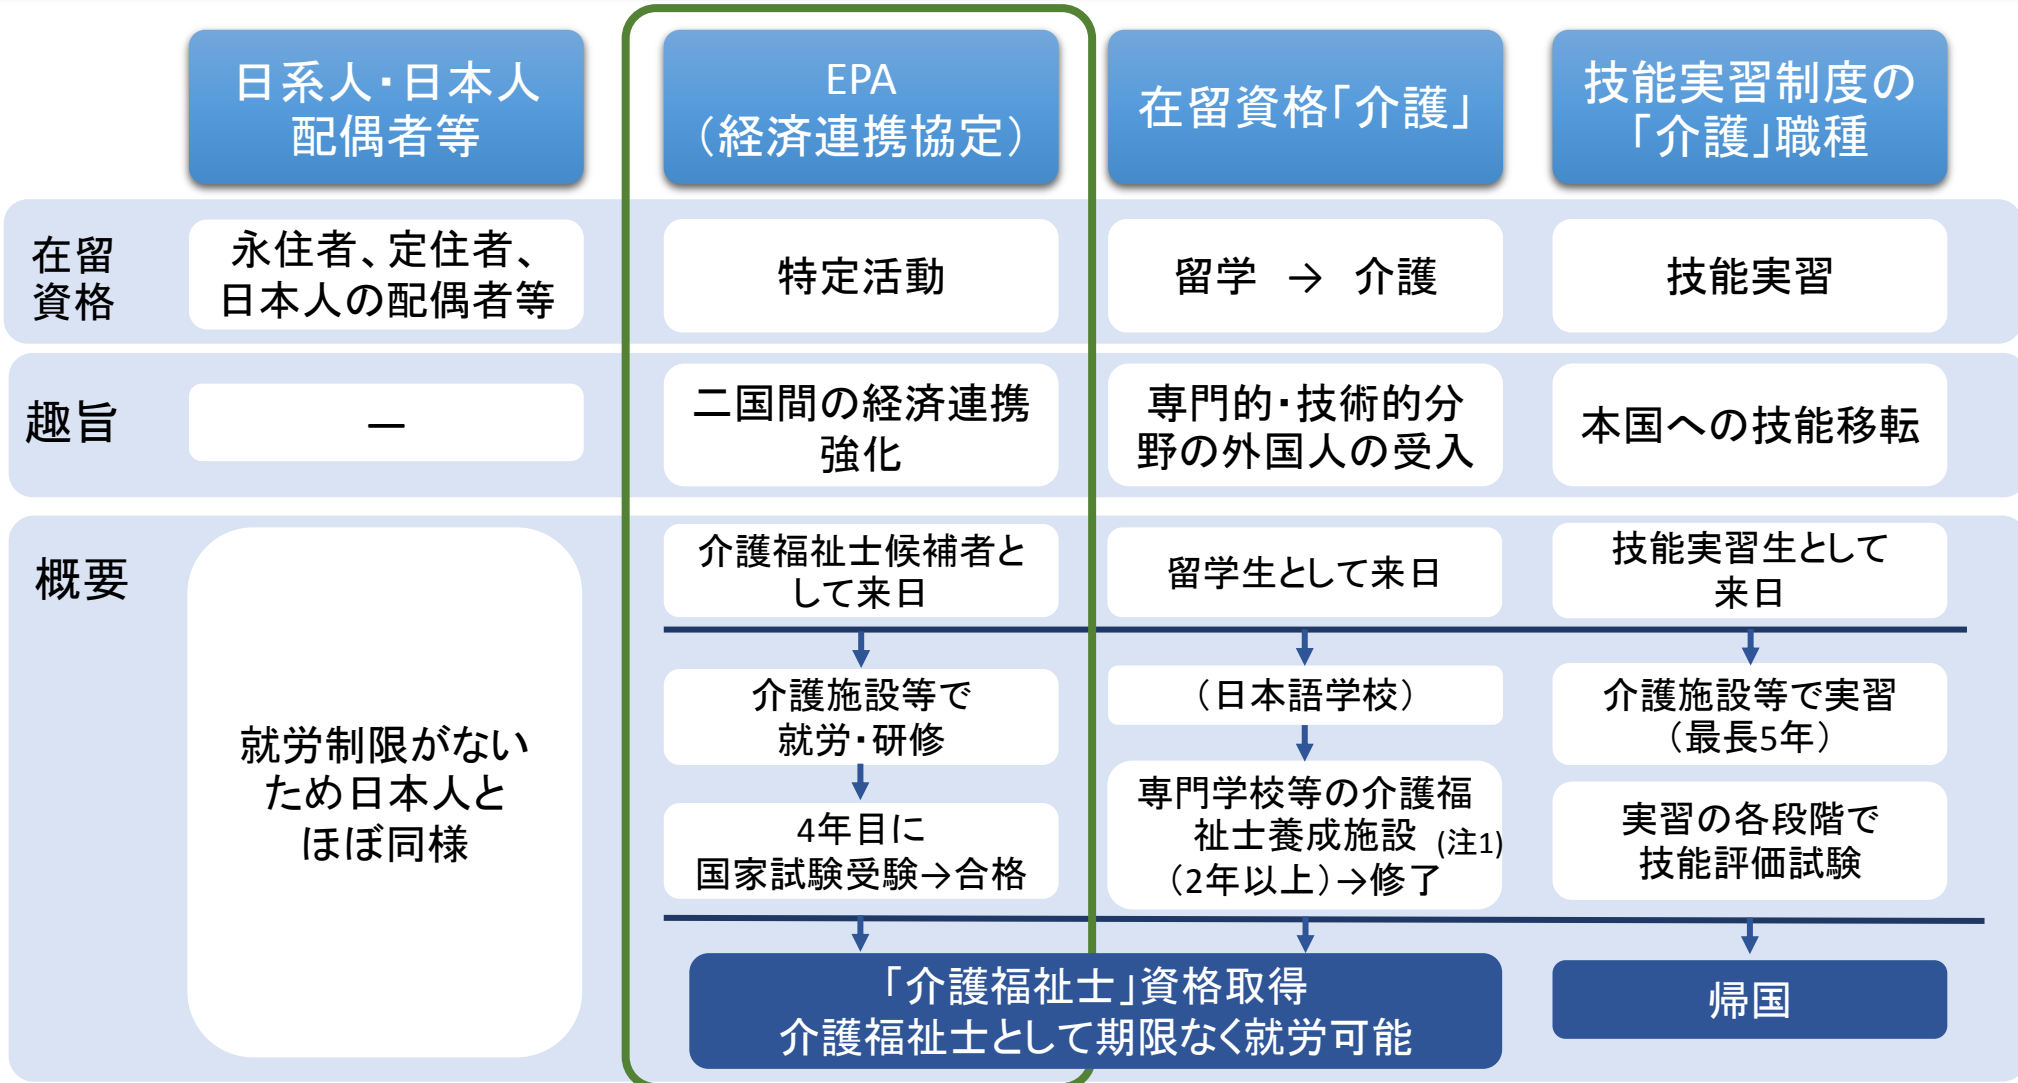 日系人・日本人
配偶者等
EPA
（経済連携協定）
在留資格「介護」
技能実習制度の
「介護」職種
在留
資格
永住者、定住者、
日本人の配偶者等
特定活動
留学 → 介護
技能実習
趣旨
―
二国間の経済連携
強化
専門的・技術的分
野の外国人の受入
本国への技能移転
概要
就労制限がない
ため日本人と
ほぼ同様
介護福祉士候補者と
して来日
介護施設等で
就労・研修
4年目に
国家試験受験→合格
留学生として来日
（日本語学校）
専門学校等の介護福
祉士養成施設 (注1)
（2年以上）→修了
技能実習生として
来日
介護施設等で実習
（最長5年）
実習の各段階で
技能評価試験
「介護福祉士」資格取得
介護福祉士として期限なく就労可能
帰国